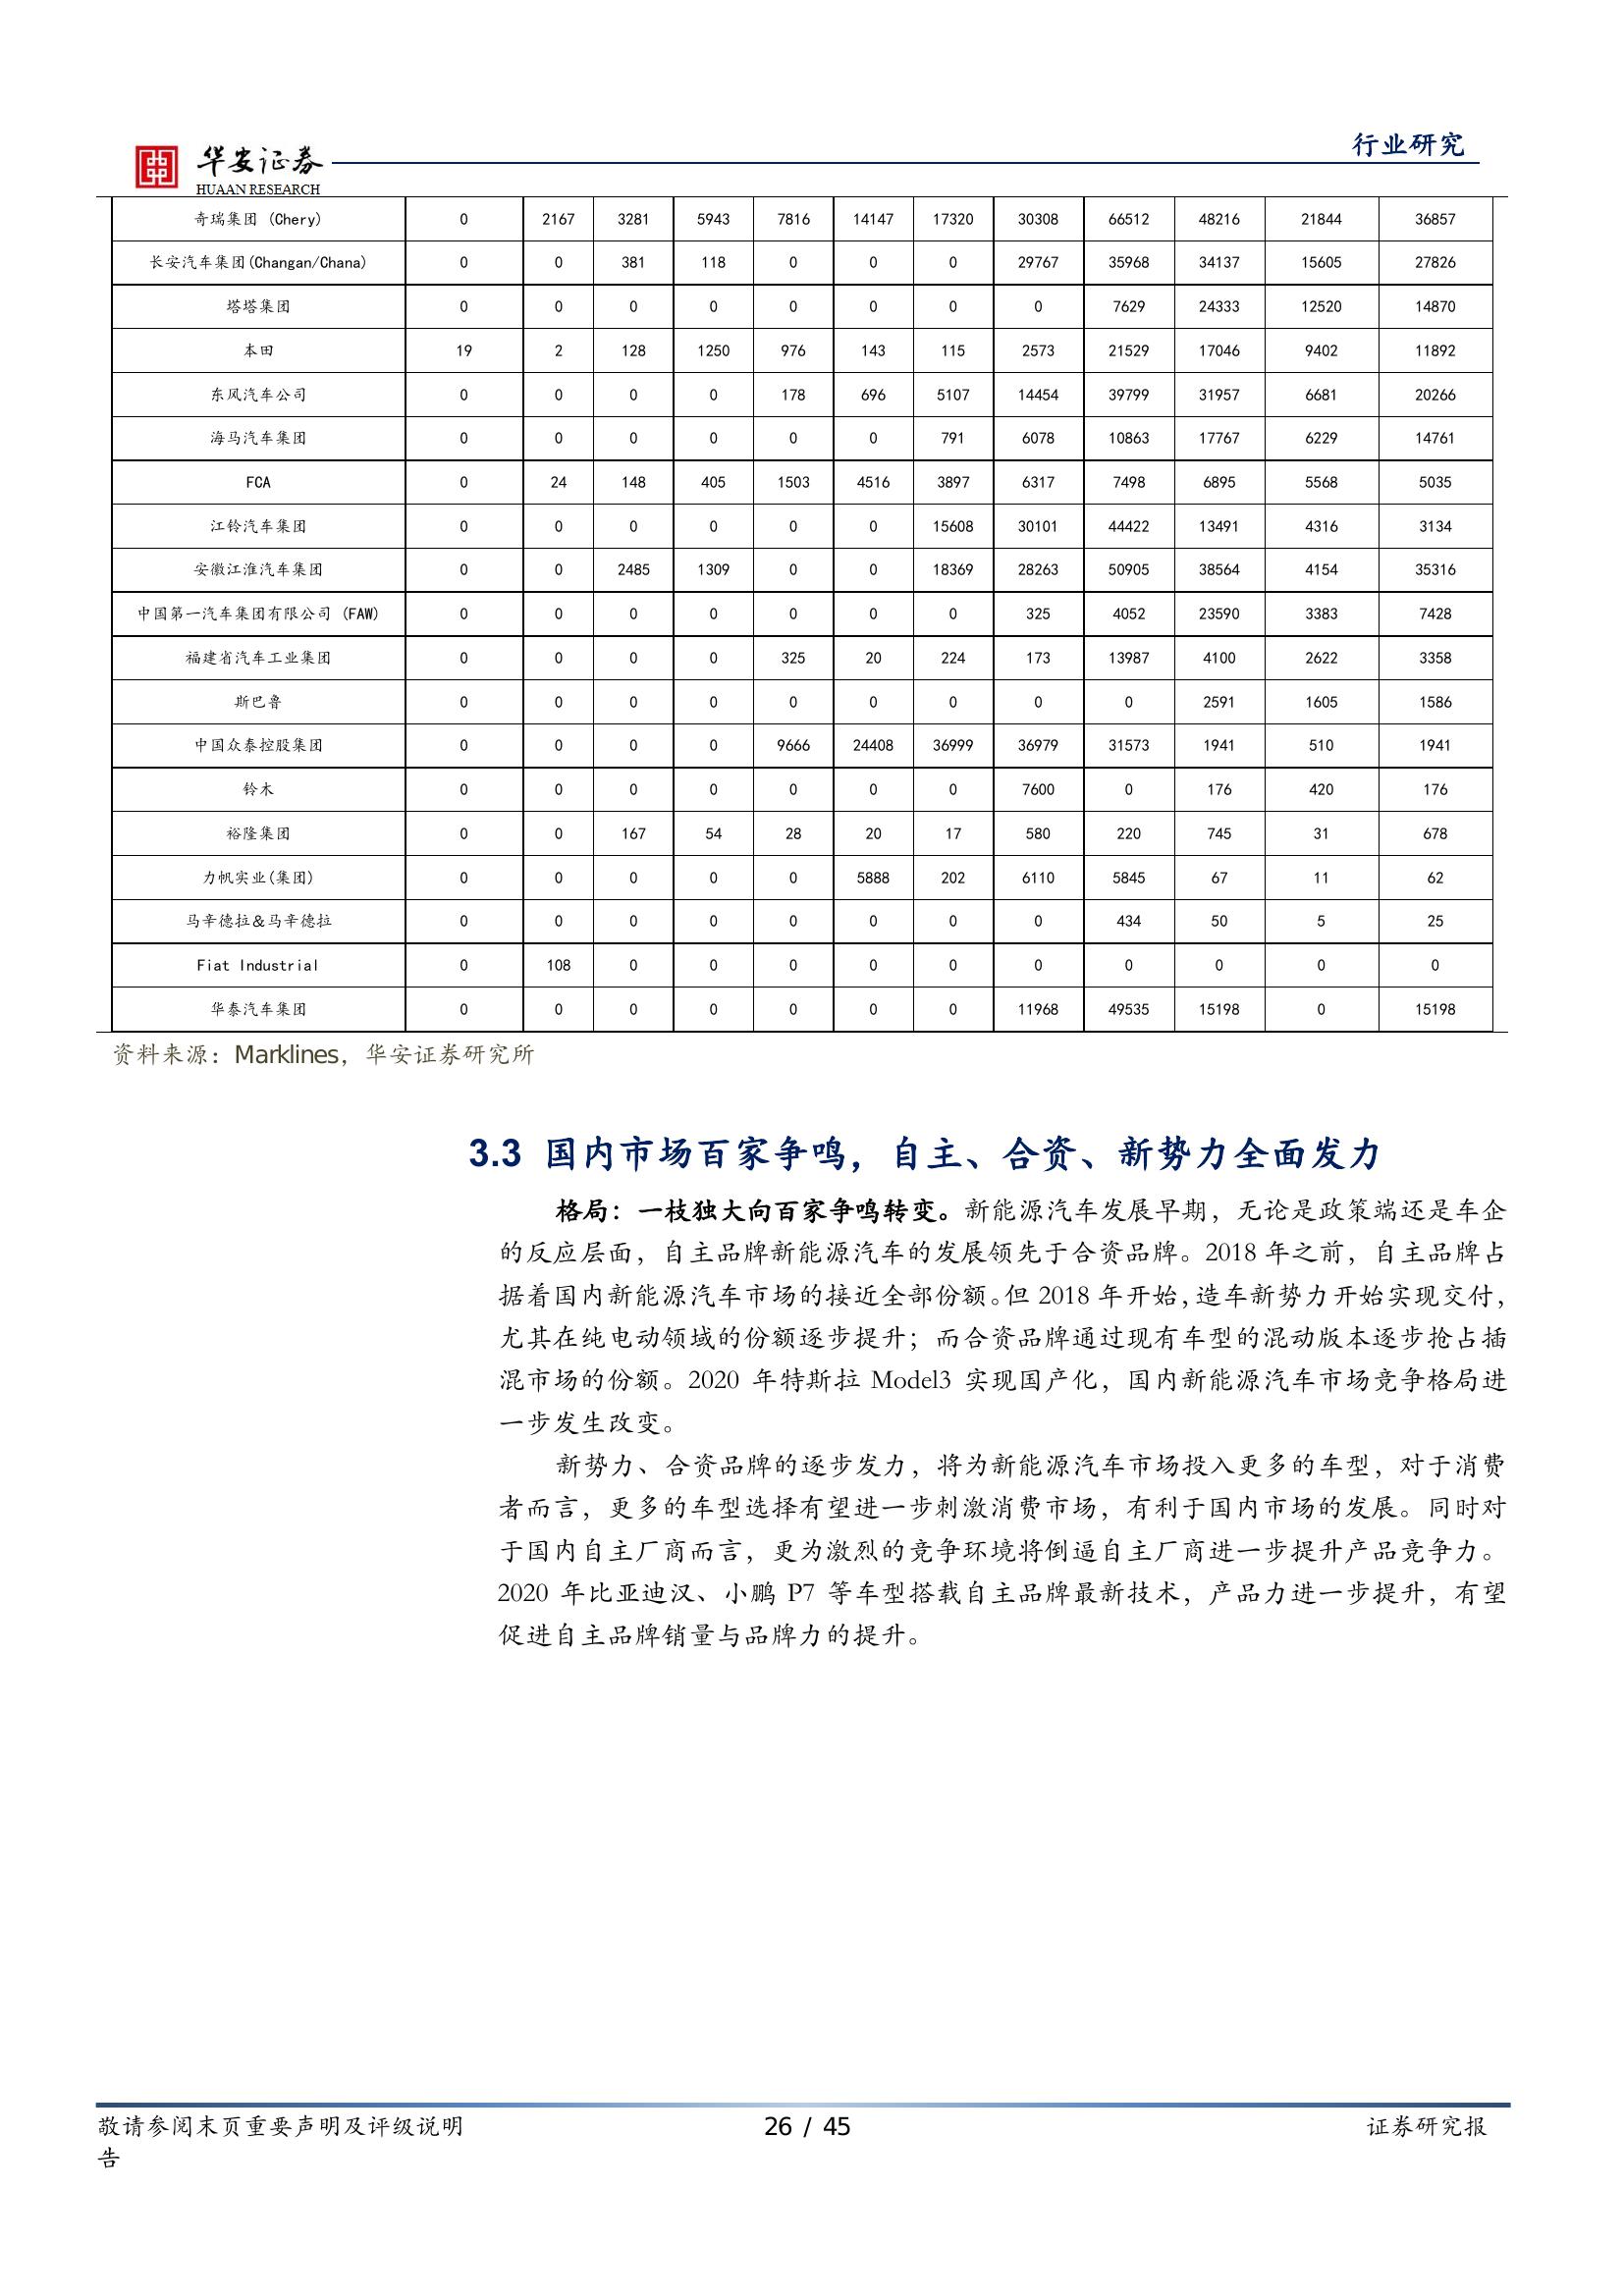 华安证券
HUAAN RESEARCH
行业研究
奇瑞集团 (Chery) 0 2167 3281 5943 7816 14147 17320 30308 66512 48216 21844 36857
长安汽车集团(Changan/Chana) 0 0 381 118 0 0 0 29767 35968 34137 15605 27826
塔塔集团 0 0 0 0 0 0 0 0 7629 24333 12520 14870
本田 19 2 128 1250 976 143 115 2573 21529 17046 9402 11892
东风汽车公司 0 0 0 0 178 696 5107 14454 39799 31957 6681 20266
海马汽车集团 0 0 0 0 0 0 791 6078 10863 17767 6229 14761
FCA 0 24 148 405 1503 4516 3897 6317 7498 6895 5568 5035
江铃汽车集团 0 0 0 0 0 0 15608 30101 44422 13491 4316 3134
安徽江淮汽车集团 0 0 2485 1309 0 0 18369 28263 50905 38564 4154 35316
中国第一汽车集团有限公司 (FAW) 0 0 0 0 0 0 0 325 4052 23590 3383 7428
福建省汽车工业集团 0 0 0 0 325 20 224 173 13987 4100 2622 3358
斯巴鲁 0 0 0 0 0 0 0 0 0 2591 1605 1586
中国众泰控股集团 0 0 0 0 9666 24408 36999 36979 31573 1941 510 1941
铃木 0 0 0 0 0 0 0 7600 0 176 420 176
裕隆集团 0 0 167 54 28 20 17 580 220 745 31 678
力帆实业(集团) 0 0 0 0 0 5888 202 6110 5845 67 11 62
马辛德拉&马辛德拉 0 0 0 0 0 0 0 0 434 50 5 25
Fiat Industrial 0 108 0 0 0 0 0 0 0 0 0 0
华泰汽车集团 0 0 0 0 0 0 0 11968 49535 15198 0 15198
资料来源：Marklines，华安证券研究所
3.3 国内市场百家争鸣，自主、合资、新势力全面发力
格局：一枝独大向百家争鸣转变。新能源汽车发展早期，无论是政策端还是车企
的反应层面，自主品牌新能源汽车的发展领先于合资品牌。2018 年之前，自主品牌占
据着国内新能源汽车市场的接近全部份额。但 2018 年开始，造车新势力开始实现交付，
尤其在纯电动领域的份额逐步提升；而合资品牌通过现有车型的混动版本逐步抢占插
混市场的份额。2020 年特斯拉 Model3 实现国产化，国内新能源汽车市场竞争格局进
一步发生改变。
新势力、合资品牌的逐步发力，将为新能源汽车市场投入更多的车型，对于消费
者而言，更多的车型选择有望进一步刺激消费市场，有利于国内市场的发展。同时对
于国内自主厂商而言，更为激烈的竞争环境将倒逼自主厂商进一步提升产品竞争力。
2020 年比亚迪汉、小鹏 P7 等车型搭载自主品牌最新技术，产品力进一步提升，有望
促进自主品牌销量与品牌力的提升。
敬请参阅末页重要声明及评级说明 26 / 45 证券研究报
告